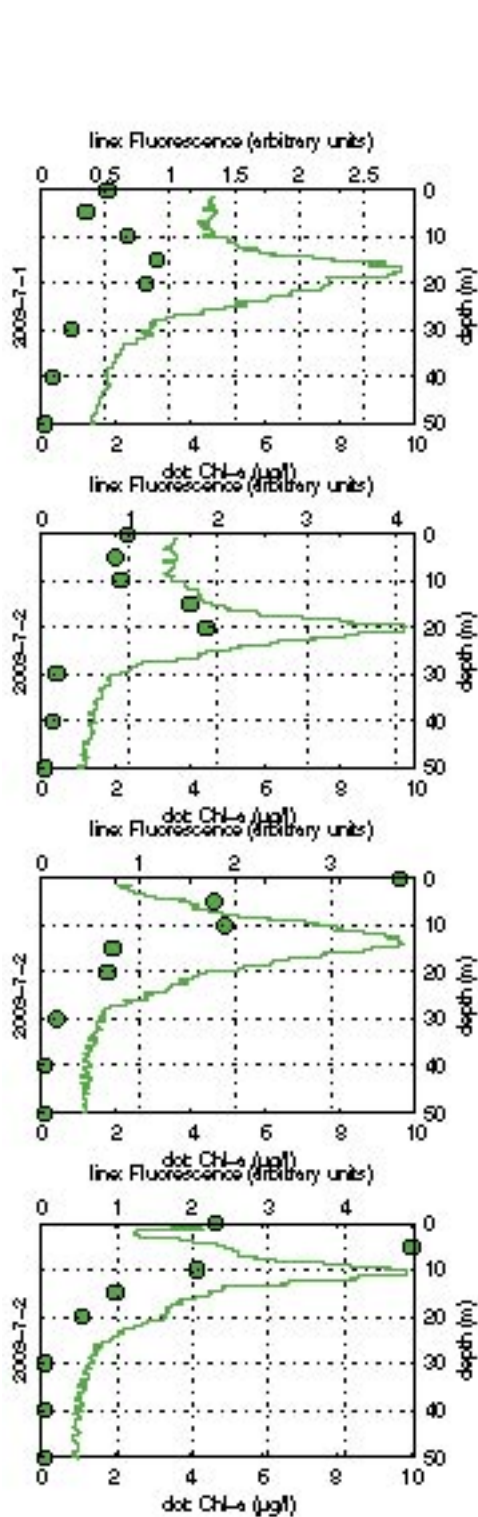 line: Fluorescence (arbitrary units)
0 0.5 1 1.5 2 2.5
2009-7-1
0
10
20
30
40
50
depth (m)
0 2 4 6 8 10
dot: Chl-a (µg/l)
line: Fluorescence (arbitrary units)
0 1 2 3 4
2009-7-2
0
10
20
30
40
50
depth (m)
0 2 4 6 8 10
dot: Chl-a (µg/l)
line: Fluorescence (arbitrary units)
0 1 2 3
2009-7-2
0
10
20
30
40
50
depth (m)
0 2 4 6 8 10
dot: Chl-a (µg/l)
line: Fluorescence (arbitrary units)
0 1 2 3 4
2009-7-2
0
10
20
30
40
50
depth (m)
0 2 4 6 8 10
dot: Chl-a (µg/l)